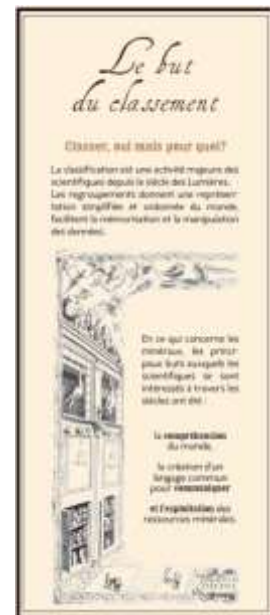 Le but
du classement
Classer, oui mais pour quoi?
La classification est une activité majeure des
scientifiques depuis le siècle des Lumières.
Les regroupements donnent une représen-
tation simplifiée et ordonnée du monde,
facilitent la mémorisation et la manipulation
des données.
En ce qui concerne les
minéraux, les princi-
paux buts auxquels les
scientifiques se sont
intéressés à travers les
siècles ont été :
la compréhension
du monde,
la création d'un
langage commun
pour communiquer
et l'exploitation des
ressources minérales.